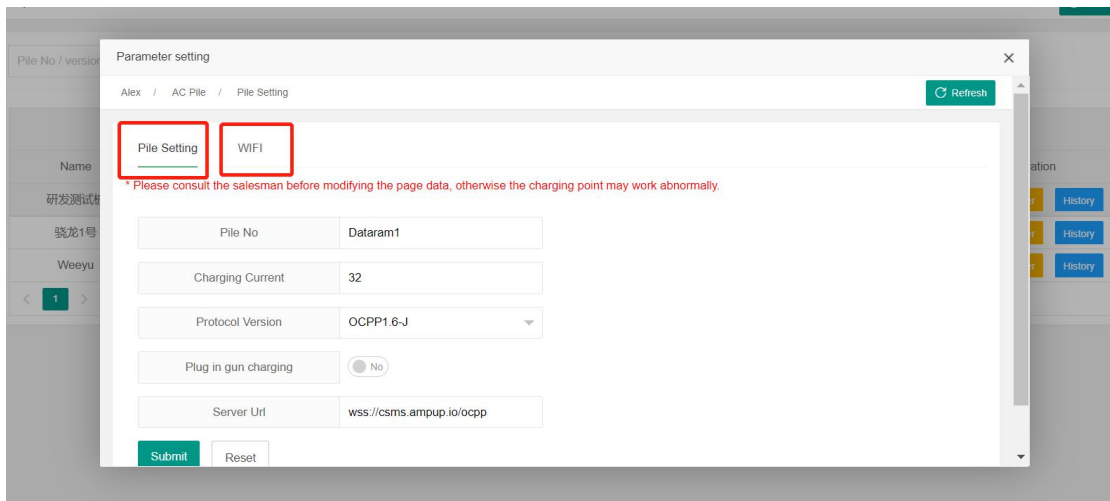 Pile No / version
Parameter setting
Alex / AC Pile / Pile Setting
Refresh
Pile Setting
WIFI
* Please consult the salesman before modifying the page data, otherwise the charging point may work abnormally.
Pile No
Dataram1
Charging Current
32
Protocol Version
OCPP1.6-J
Plug in gun charging
No
Server Url
wss://csms.ampup.io/ocpp
Submit
Reset
Name
研发测试
History
骁龙1号
History
Weeyu
History
< 1 >